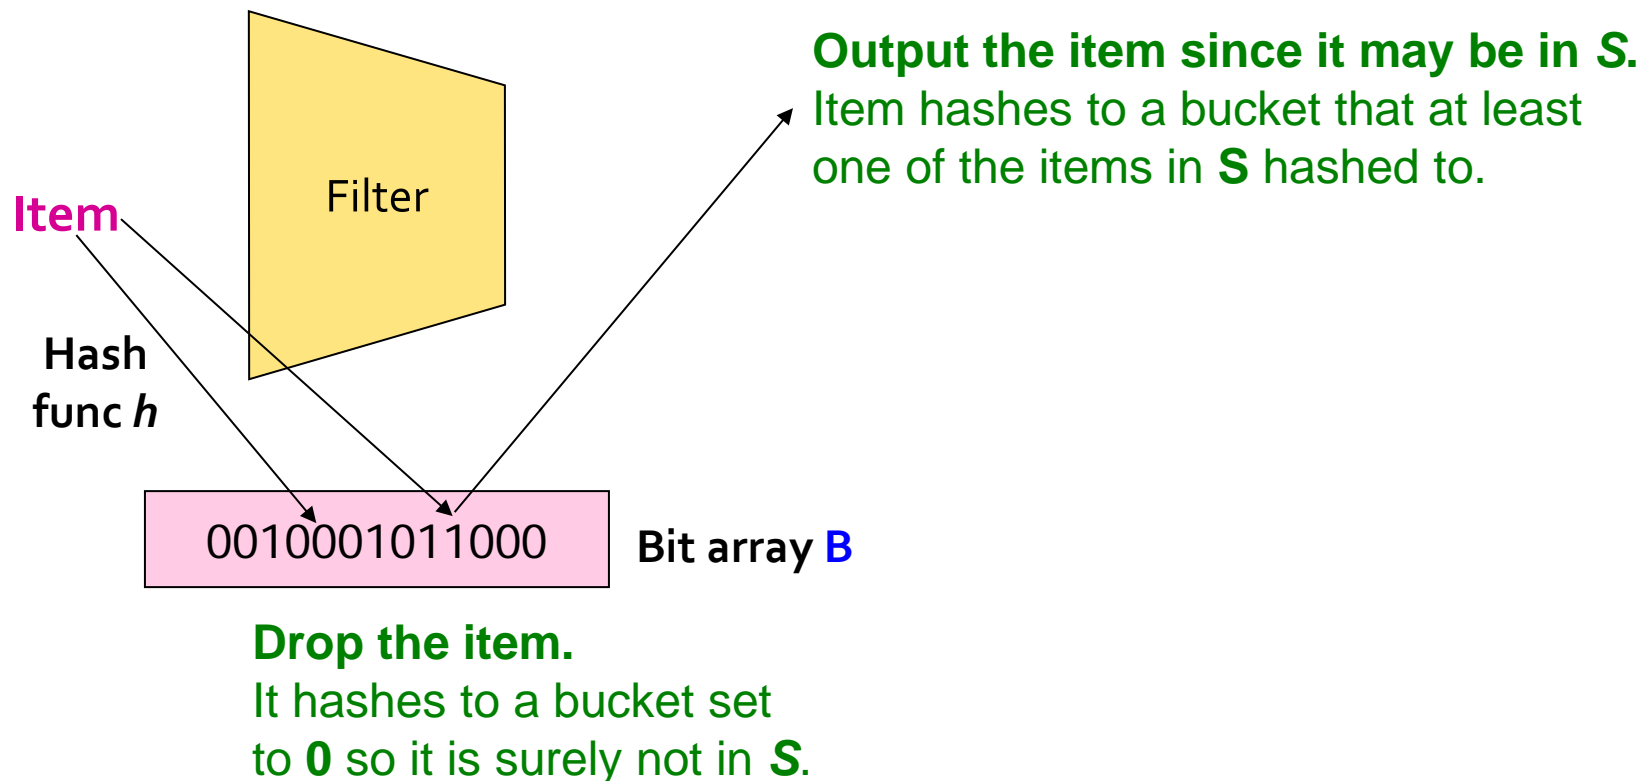 Output the item since it may be in S.
Item hashes to a bucket that at least
one of the items in S hashed to.
Filter
Item
Hash
func h
0010001011000
Bit array B
Drop the item.
It hashes to a bucket set
to 0 so it is surely not in S.